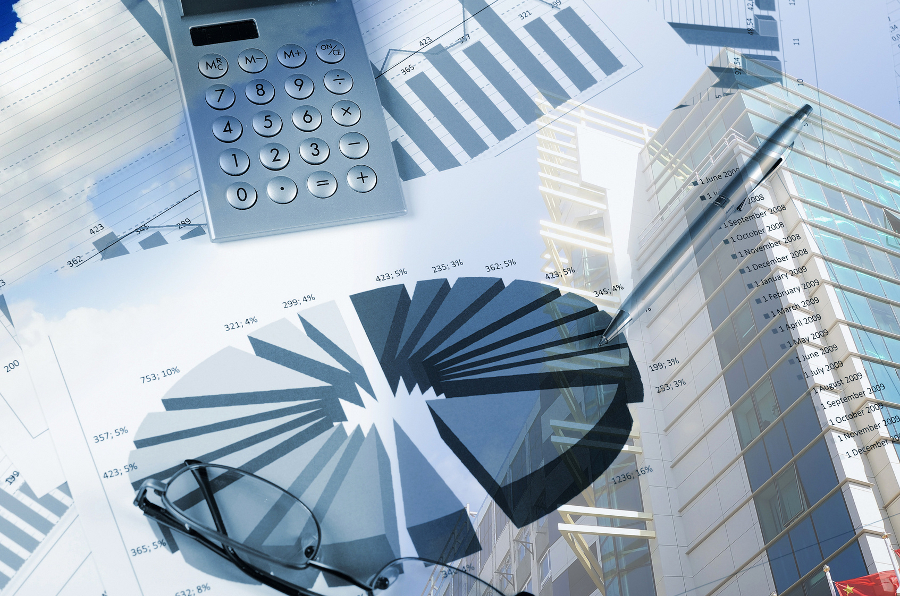 MR
C
M−
M+
ON
/CE
7
8
9
÷
4
5
6
×
1
2
3
−
0
·
=
+
365
423
321
362
423
289
423; 5%
235; 3%
362; 5%
423; 5%
345; 4%
299; 4%
321; 4%
753; 10%
357; 5%
423; 5%
365; 5%
632; 8%
199; 3%
1236; 16%
200
199
1 June 2008
2008
1 September 2008
1 October 2008
1 November 2008
1 December 2008
1 January 2009
1 February 2009
1 March 2009
1 April 2009
1 May 2009
1 June 2009
1 July 2009
1 August 2009
1 September 2009
1 October 2009
1 November 2009
1 December 2009